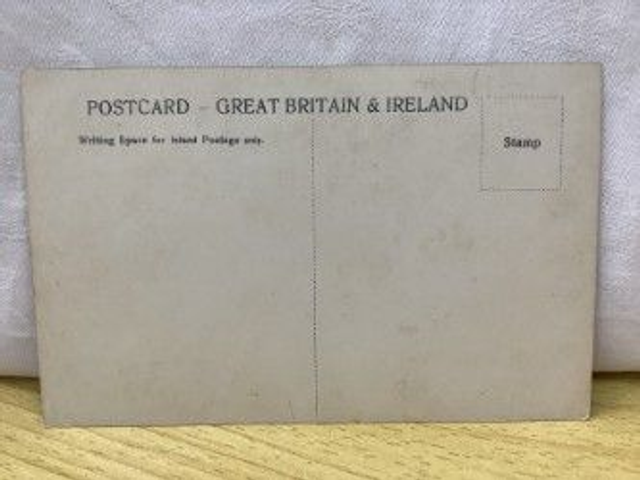 POSTCARD – GREAT BRITAIN & IRELAND
Writing Space for Inland Postage only.
Stamp